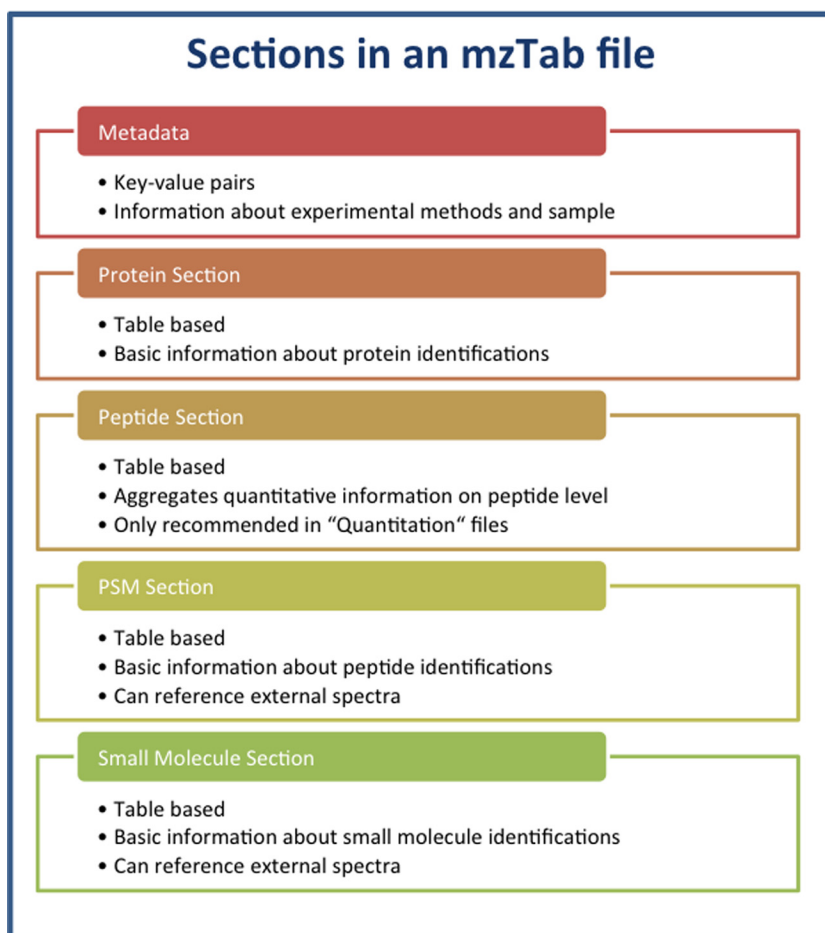 Sections in an mzTab file
Metadata
• Key-value pairs
• Information about experimental methods and sample
Protein Section
• Table based
• Basic information about protein identifications
Peptide Section
• Table based
• Aggregates quantitative information on peptide level
• Only recommended in “Quantitation“ files
PSM Section
• Table based
• Basic information about peptide identifications
• Can reference external spectra
Small Molecule Section
• Table based
• Basic information about small molecule identifications
• Can reference external spectra